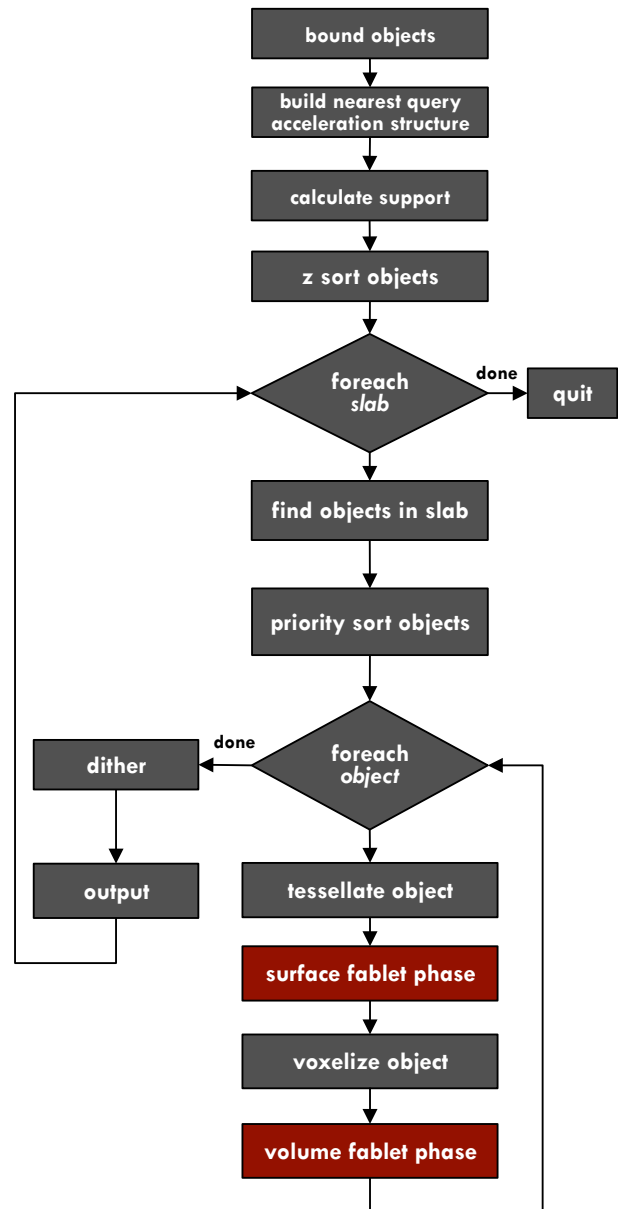 bound objects
build nearest query
acceleration structure
calculate support
z sort objects
foreach
slab
done
quit
find objects in slab
priority sort objects
foreach
object
done
dither
output
tessellate object
surface fablet phase
voxelize object
volume fablet phase